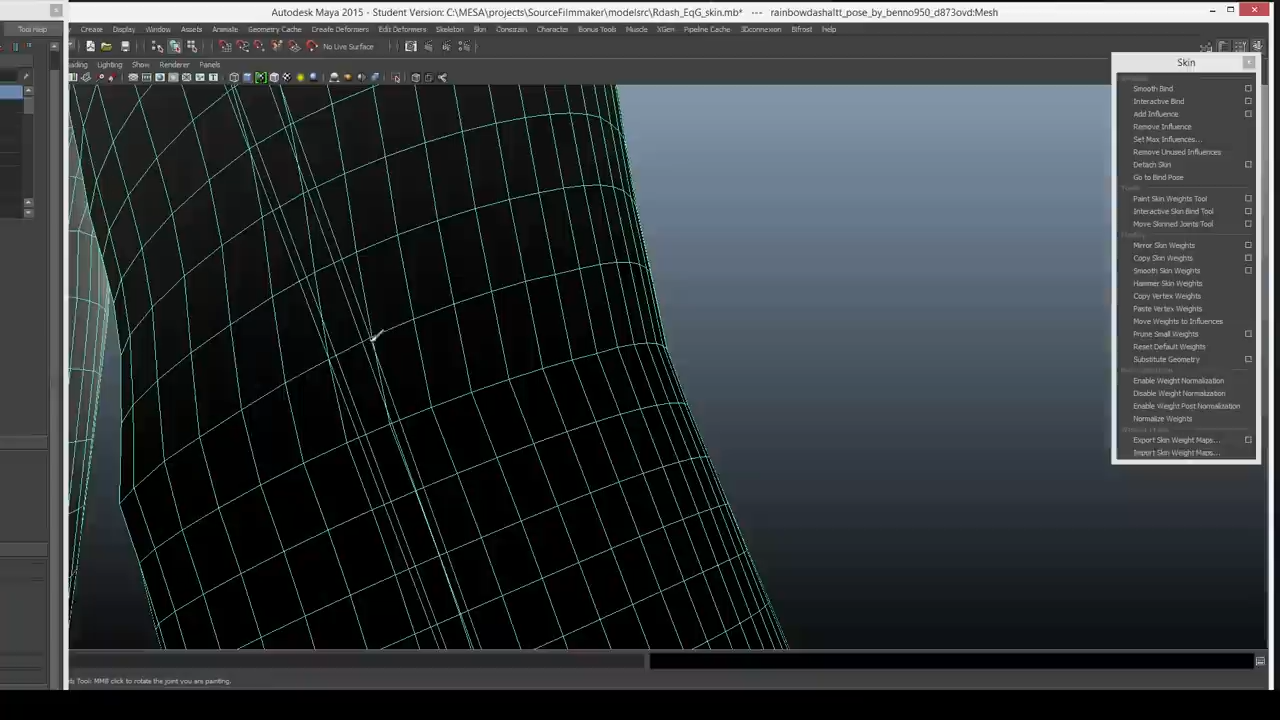 Autodesk Maya 2015 - Student Version: C:\MESA\projects\SourceFilmmaker\modelsrc\Rdash_EqG_skin.mb* --- rainbowdashaltt_pose_by_benno950_d873ovd:Mesh
Tool Help
Create Display Window Assets Animate Geometry Cache Create Deformers Edit Deformers Skeleton Skin Constrain Character Bonus Tools Muscle XGen Pipeline Cache 3Dconnexion Bifrost Help
No Live Surface
Lighting Show Renderer Panels
Skin
Smooth Bind
Interactive Bind
Add Influence
Remove Influence
Set Max Influences...
Remove Unused Influences
Detach Skin
Go to Bind Pose
Paint Skin Weights Tool
Interactive Skin Bind Tool
Move Skinned Joints Tool
Mirror Skin Weights
Copy Skin Weights
Smooth Skin Weights
Hammer Skin Weights
Copy Vertex Weights
Paste Vertex Weights
Move Weights to Influences
Prune Small Weights
Reset Default Weights
Substitute Geometry
Enable Weight Normalization
Disable Weight Normalization
Enable Weight Post Normalization
Normalize Weights
Export Skin Weight Maps...
Import Skin Weight Maps...
Tool: MMB click to rotate the joint you are painting.